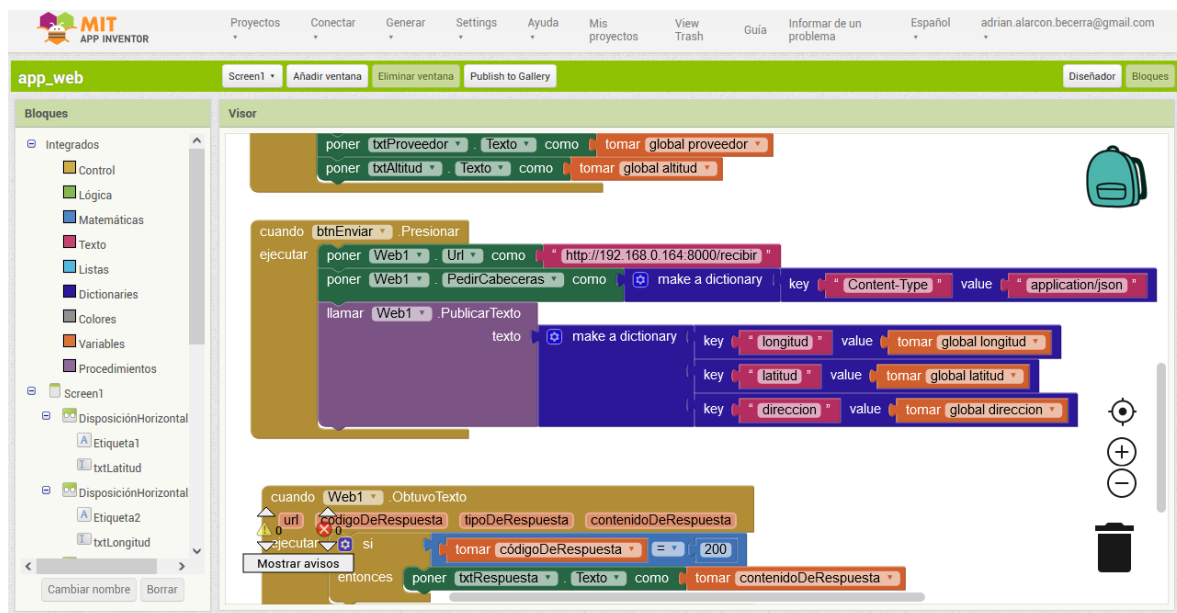 MIT
APP INVENTOR
Proyectos
Conectar
Generar
Settings
Ayuda
Mis
proyectos
View
Trash
Guía
Informar de un
problema
Español
adrian.alarcon.becerra@gmail.com
app_web
Screen1
Añadir ventana
Eliminar ventana
Publish to Gallery
Diseñador
Bloques
Bloques
Visor
Integrados
Control
Lógica
Matemáticas
Texto
Listas
Dictionaries
Colores
Variables
Procedimientos
Screen1
DisposiciónHorizontal
Etiqueta1
txtLatitud
DisposiciónHorizontal
Etiqueta2
txtLongitud
Cambiar nombre
Borrar
poner txtProveedor . Texto como tomar global proveedor
poner txtAltitud . Texto como tomar global altitud
cuando btnEnviar .Presionar
ejecutar poner Web1 . Url como " http://192.168.0.164:8000/recibir "
poner Web1 . PedirCabeceras como make a dictionary key " Content-Type " value " application/json "
llamar Web1 .PublicarTexto
texto make a dictionary key " longitud " value tomar global longitud
key " latitud " value tomar global latitud
key " direccion " value tomar global direccion
cuando Web1 .ObtuvoTexto
url códigoDeRespuesta tipoDeRespuesta contenidoDeRespuesta
0 0
ejecutar si tomar códigoDeRespuesta = 200
Mostrar avisos
entonces poner txtRespuesta . Texto como tomar contenidoDeRespuesta